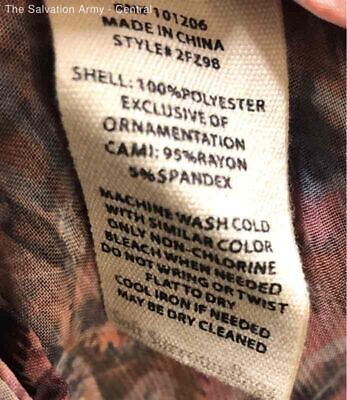 The Salvation Army - Central
101206
MADE IN CHINA
STYLE# 2FZ98
SHELL: 100%POLYESTER
EXCLUSIVE OF
ORNAMENTATION
CAMI: 95%RAYON
5%SPANDEX
MACHINE WASH COLD
WITH SIMILAR COLOR
ONLY NON-CHLORINE
BLEACH WHEN NEEDED
DO NOT WRING OR TWIST
FLAT TO DRY
COOL IRON IF NEEDED
MAY BE DRY CLEANED